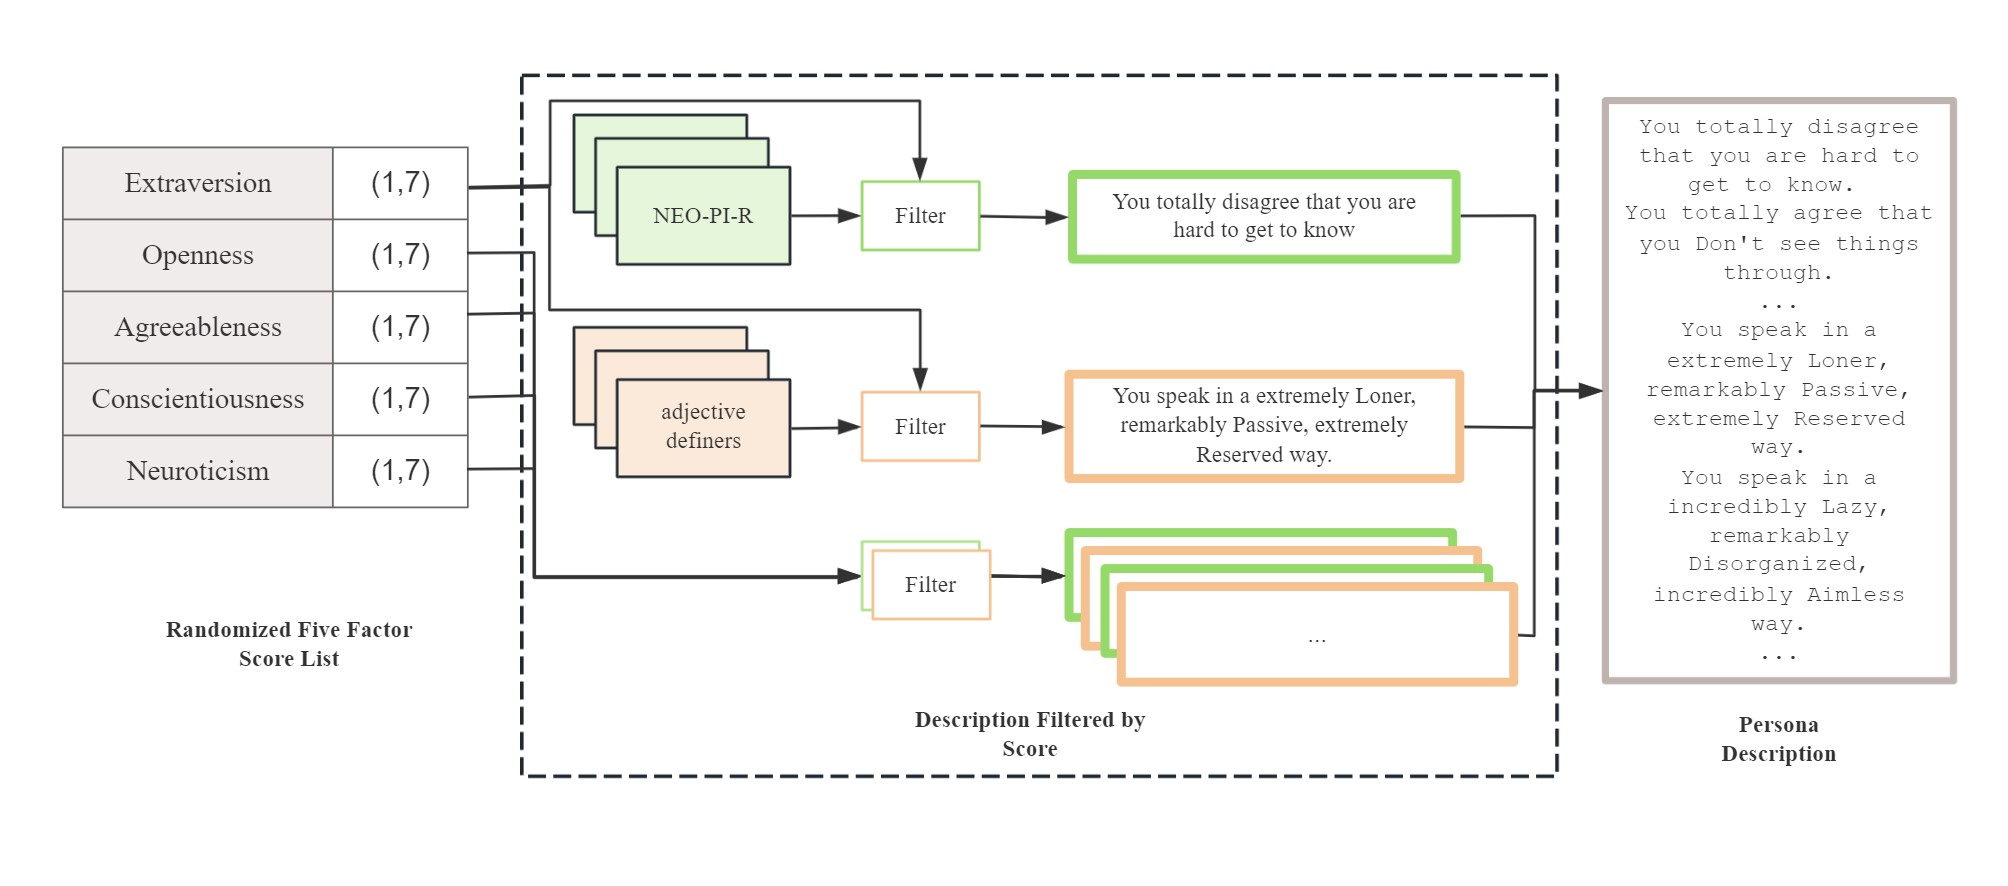 Extraversion (1,7)
Openness (1,7)
Agreeableness (1,7)
Conscientiousness (1,7)
Neuroticism (1,7)
Randomized Five Factor
Score List
NEO-PI-R
Filter
You totally disagree that you are
hard to get to know
adjective
definers
Filter
You speak in a extremely Loner,
remarkably Passive, extremely
Reserved way.
Filter
...
Description Filtered by
Score
You totally disagree
that you are hard to
get to know.
You totally agree that
you Don't see things
through.
...
You speak in a
extremely Loner,
remarkably Passive,
extremely Reserved
way.
You speak in a
incredibly Lazy,
remarkably
Disorganized,
incredibly Aimless
way.
...
Persona
Description